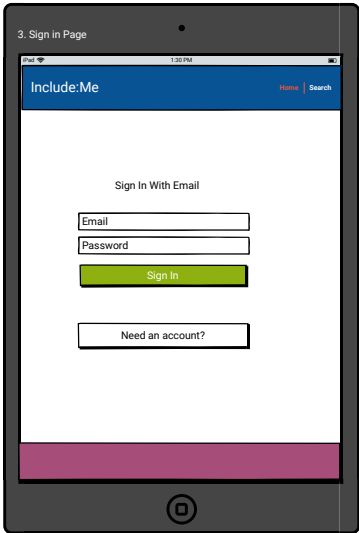 3. Sign in Page
iPad 1:30 PM
Include:Me Home Search
Sign In With Email
Email
Password
Sign In
Need an account?